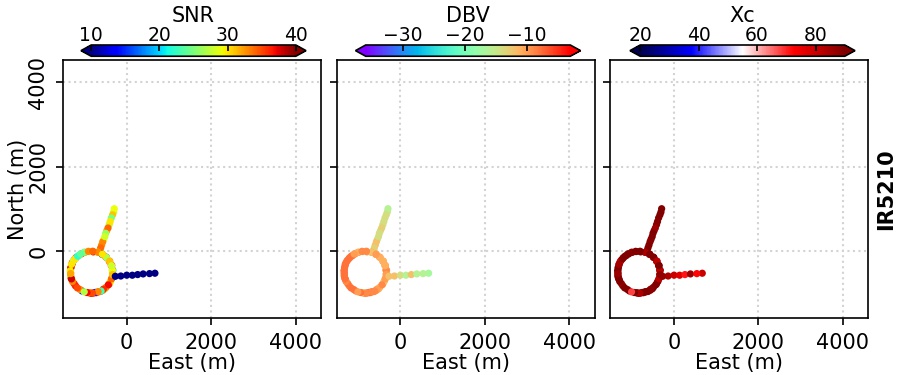 SNR DBV Xc
10 20 30 40 −30 −20 −10 20 40 60 80
4000
2000
0
North (m)
IR5210
0 2000 4000 0 2000 4000 0 2000 4000
East (m) East (m) East (m)